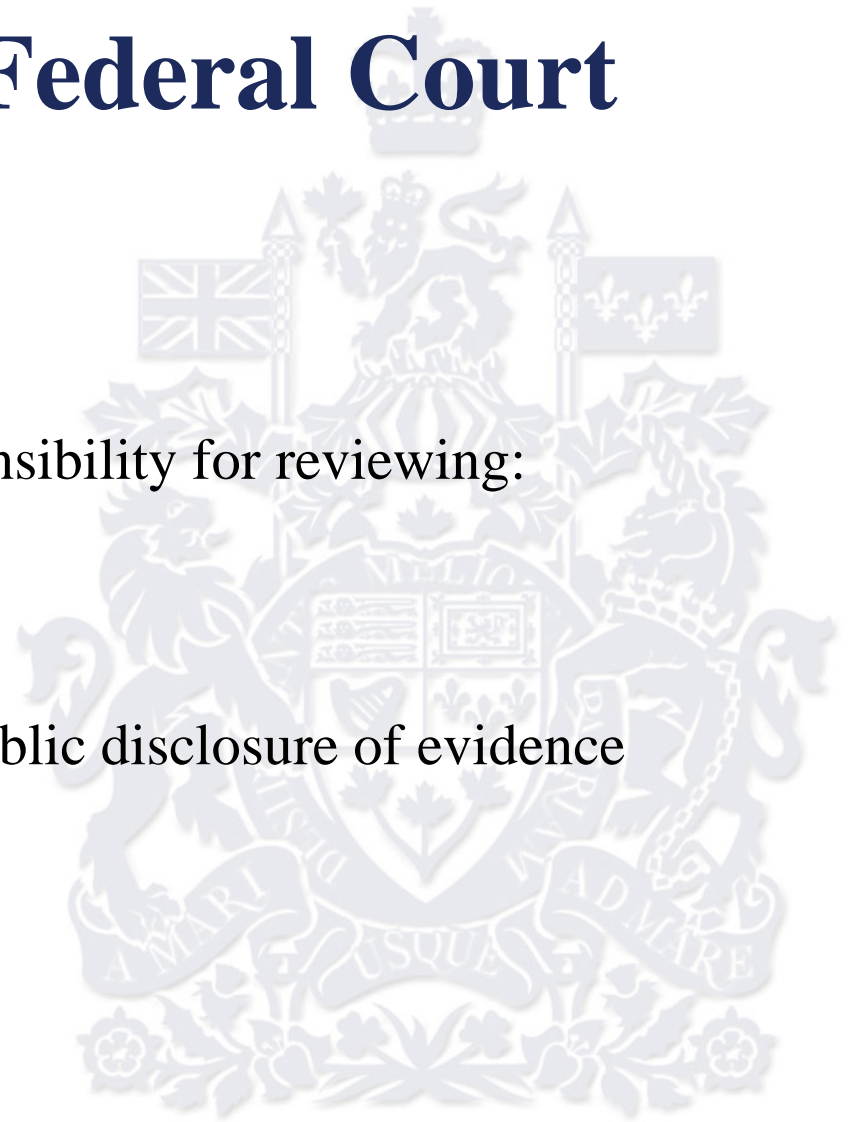 Federal Court
nsibility for reviewing:
blic disclosure of evidence
A MARI
USQUE
AD MARE